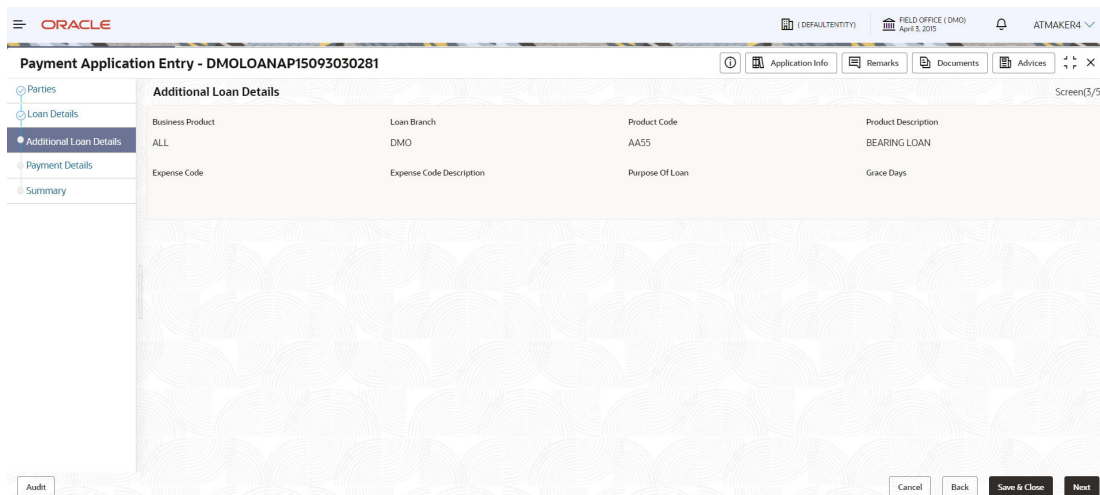 ORACLE
( DEFAULTENTITY)
FIELD OFFICE ( DMO)
April 3, 2015
ATMAKER4
Payment Application Entry - DMOLOANAP15093030281
Application Info
Remarks
Documents
Advices
Parties
Loan Details
Additional Loan Details
Payment Details
Summary
Additional Loan Details
Screen(3/5
Business Product
Loan Branch
Product Code
Product Description
ALL
DMO
AA55
BEARING LOAN
Expense Code
Expense Code Description
Purpose Of Loan
Grace Days
Audit
Cancel
Back
Save & Close
Next